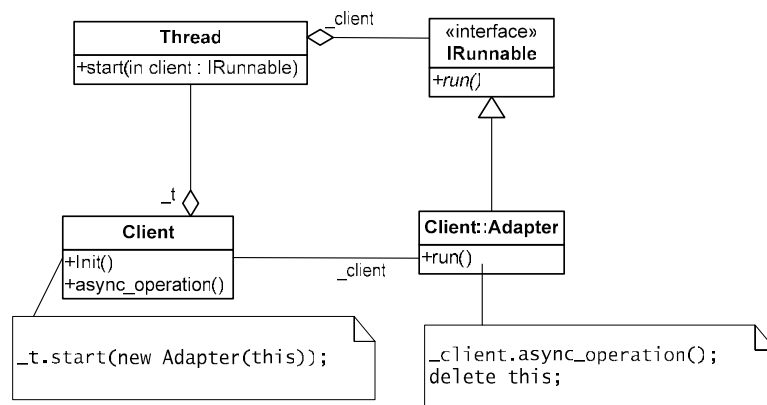 _client
Thread
+start(in client : IRunnable)
«interface»
IRunnable
+run()
_t
Client
+Init()
+async_operation()
_client
Client::Adapter
+run()
_t.start(new Adapter(this));
_client.async_operation();
delete this;